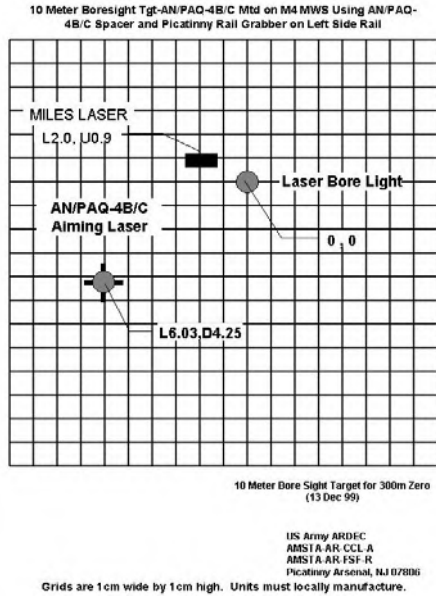 10 Meter Boresight Tgt-AN/PAQ-4B/C Mtd on M4 MWS Using AN/PAQ-
4B/C Spacer and Picatinny Rail Grabber on Left Side Rail
MILES LASER
L2.0, U0.9
Laser Bore Light
AN/PAQ-4B/C
Aiming Laser
0 , 0
L6.03,D4.25
10 Meter Bore Sight Target for 300m Zero
(13 Dec 99)
US Army ARDEC
AMSTA-AR-CCL-A
AMSTA-AR-FSF-R
Picatinny Arsenal, NJ 07806
Grids are 1cm wide by 1cm high. Units must locally manufacture.